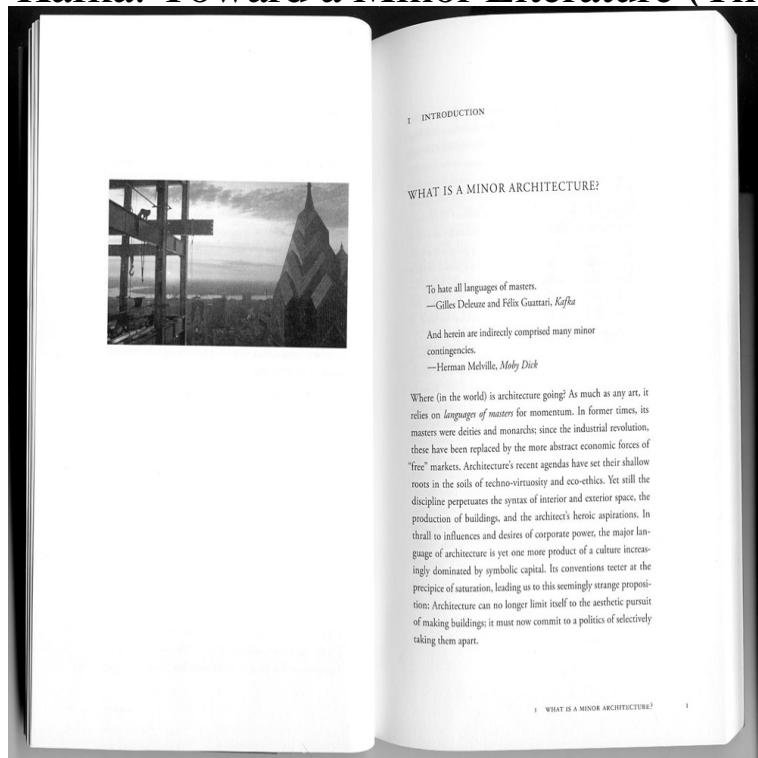 Kafka: Toward a Minor Literature (Th
1 INTRODUCTION
WHAT IS A MINOR ARCHITECTURE?
To hate all languages of masters.
—Gilles Deleuze and Félix Guattari, Kafka
And herein are indirectly comprised many minor
contingencies.
—Herman Melville, Moby Dick
Where (in the world) is architecture going? As much as any art, it
relies on languages of masters for momentum. In former times, its
masters were deities and monarchs; since the industrial revolution,
these have been replaced by the more abstract economic forces of
“free” markets. Architecture's recent agendas have set their shallow
roots in the soils of techno-virtuosity and eco-ethics. Yet still the
discipline perpetuates the syntax of interior and exterior space, the
production of buildings, and the architect's heroic aspirations. In
thrall to influences and desires of corporate power, the major lan-
guage of architecture is yet one more product of a culture increas-
ingly dominated by symbolic capital. Its conventions teeter at the
precipice of saturation, leading us to this seemingly strange proposi-
tion: Architecture can no longer limit itself to the aesthetic pursuit
of making buildings; it must now commit to a politics of selectively
taking them apart.
1 WHAT IS A MINOR ARCHITECTURE? 1